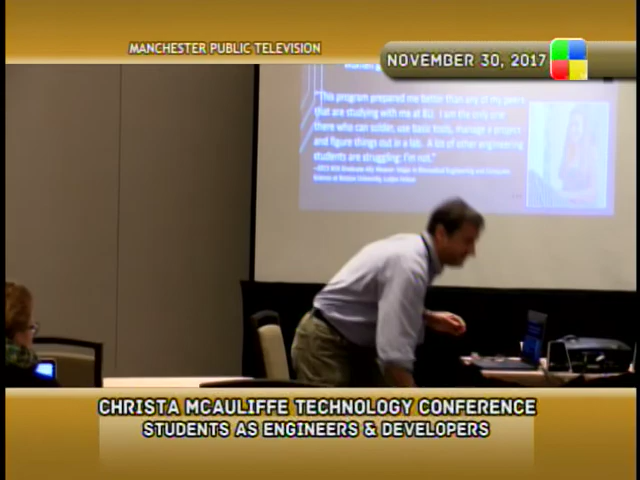 MANCHESTER PUBLIC TELEVISION
NOVEMBER 30, 2017
"This program prepared me better than any of my peers
that are studying with me at BU. I am the only one
there who can solder, use basic tools, manage a project
and figure things out in a lab. A lot of other engineering
students are struggling; I'm not."
CHRISTA MCAULIFFE TECHNOLOGY CONFERENCE
STUDENTS AS ENGINEERS & DEVELOPERS